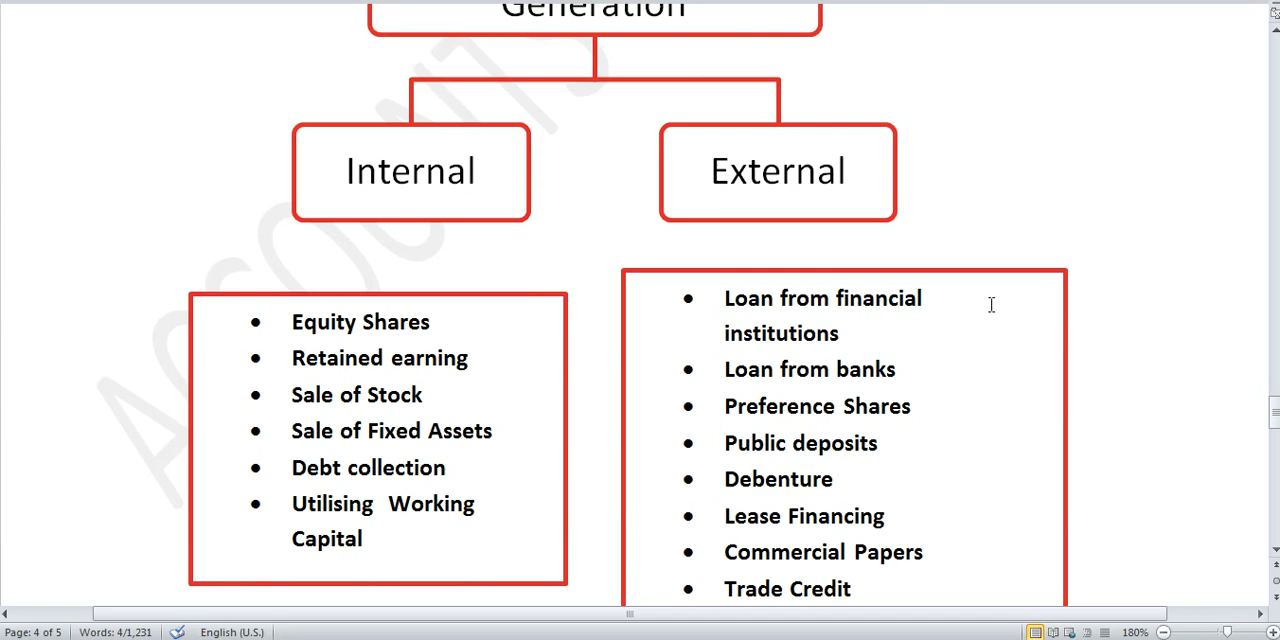 Generation
Internal
External
• Equity Shares
• Retained earning
• Sale of Stock
• Sale of Fixed Assets
• Debt collection
• Utilising Working
Capital
• Loan from financial
institutions
• Loan from banks
• Preference Shares
• Public deposits
• Debenture
• Lease Financing
• Commercial Papers
• Trade Credit
Page: 4 of 5 Words: 4/1,231 English (U.S.) 180%